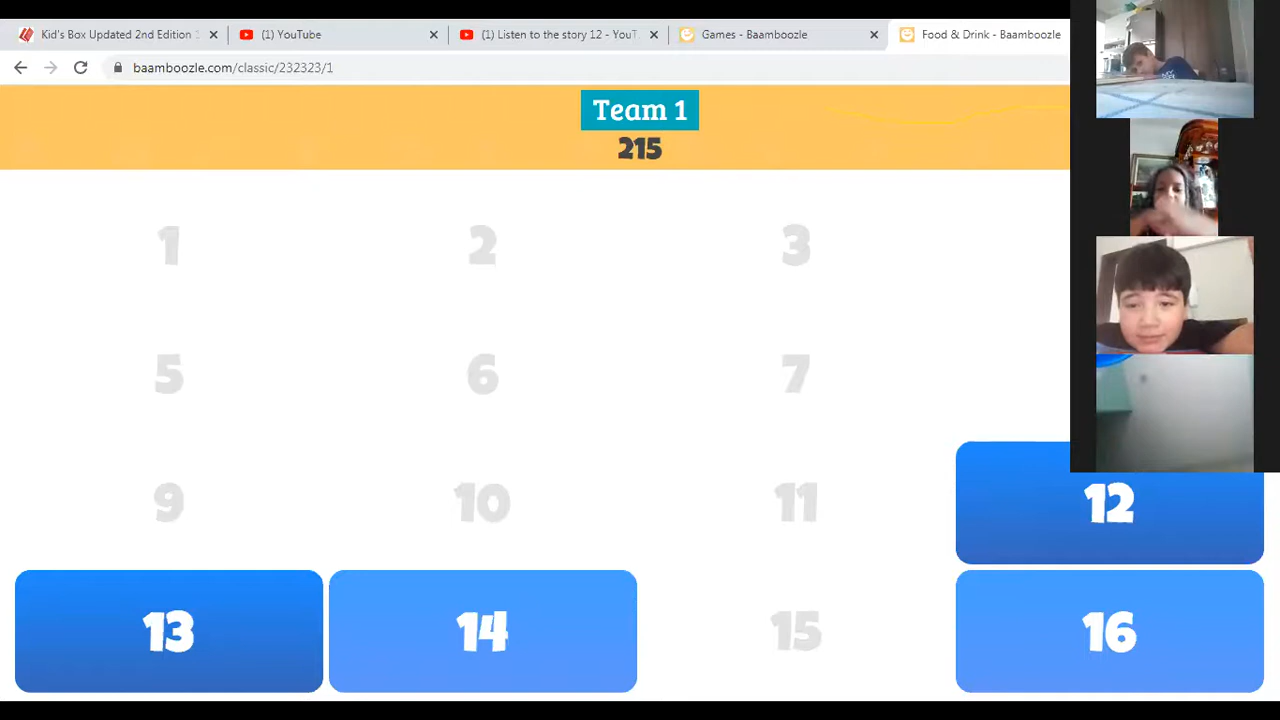 Kid's Box Updated 2nd Edition 1
(1) YouTube
(1) Listen to the story 12 - YouT
Games - Baamboozle
Food & Drink - Baamboozle
baamboozle.com/classic/232323/1
Team 1
215
1 2 3
5 6 7
9 10 11 12
13 14 15 16